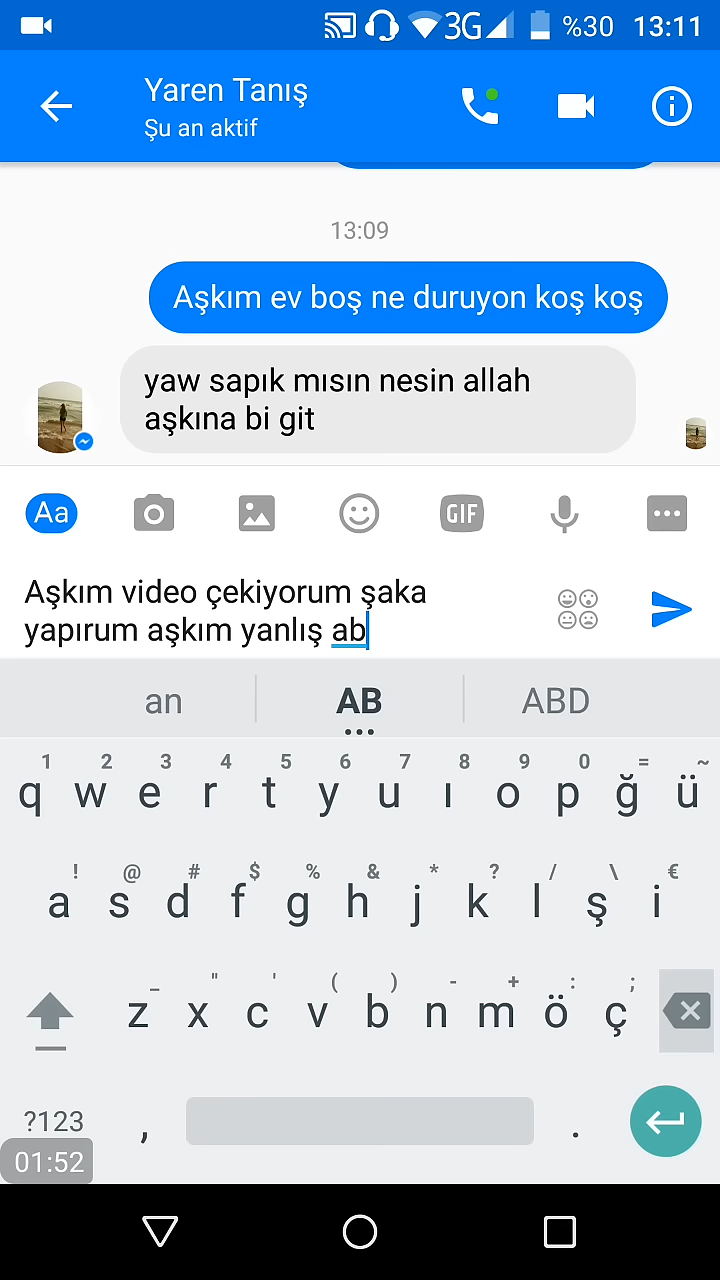 3G %30 13:11
Yaren Tanış
Şu an aktif
13:09
Aşkım ev boş ne duruyon koş koş
yaw sapık mısın nesin allah
aşkına bi git
Aa GIF
Aşkım video çekiyorum şaka
yapırum aşkım yanlış ab
an AB ABD
1 2 3 4 5 6 7 8 9 0 = ~
q w e r t y u ı o p ğ ü
! @ # $ % & * ? / \ €
a s d f g h j k l ş i
_ " ' ( ) - + : ;
z x c v b n m ö ç
?123 , .
01:52